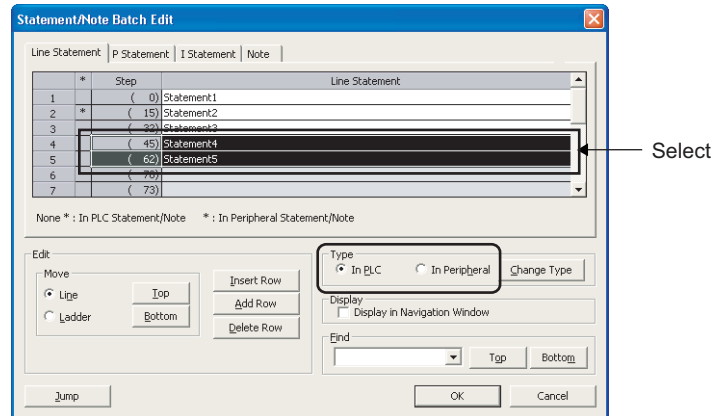 Statement/Note Batch Edit
Line Statement P Statement I Statement Note
* Step Line Statement
1 ( 0) Statement1
2 * ( 15) Statement2
3 ( 32) Statement3
4 ( 45) Statement4
5 ( 62) Statement5
6 ( 70)
7 ( 73)
Select
None * : In PLC Statement/Note * : In Peripheral Statement/Note
Edit
Move
Line
Ladder
Top
Bottom
Insert Row
Add Row
Delete Row
Type
In PLC In Peripheral Change Type
Display
Display in Navigation Window
Find
Top Bottom
Jump OK Cancel